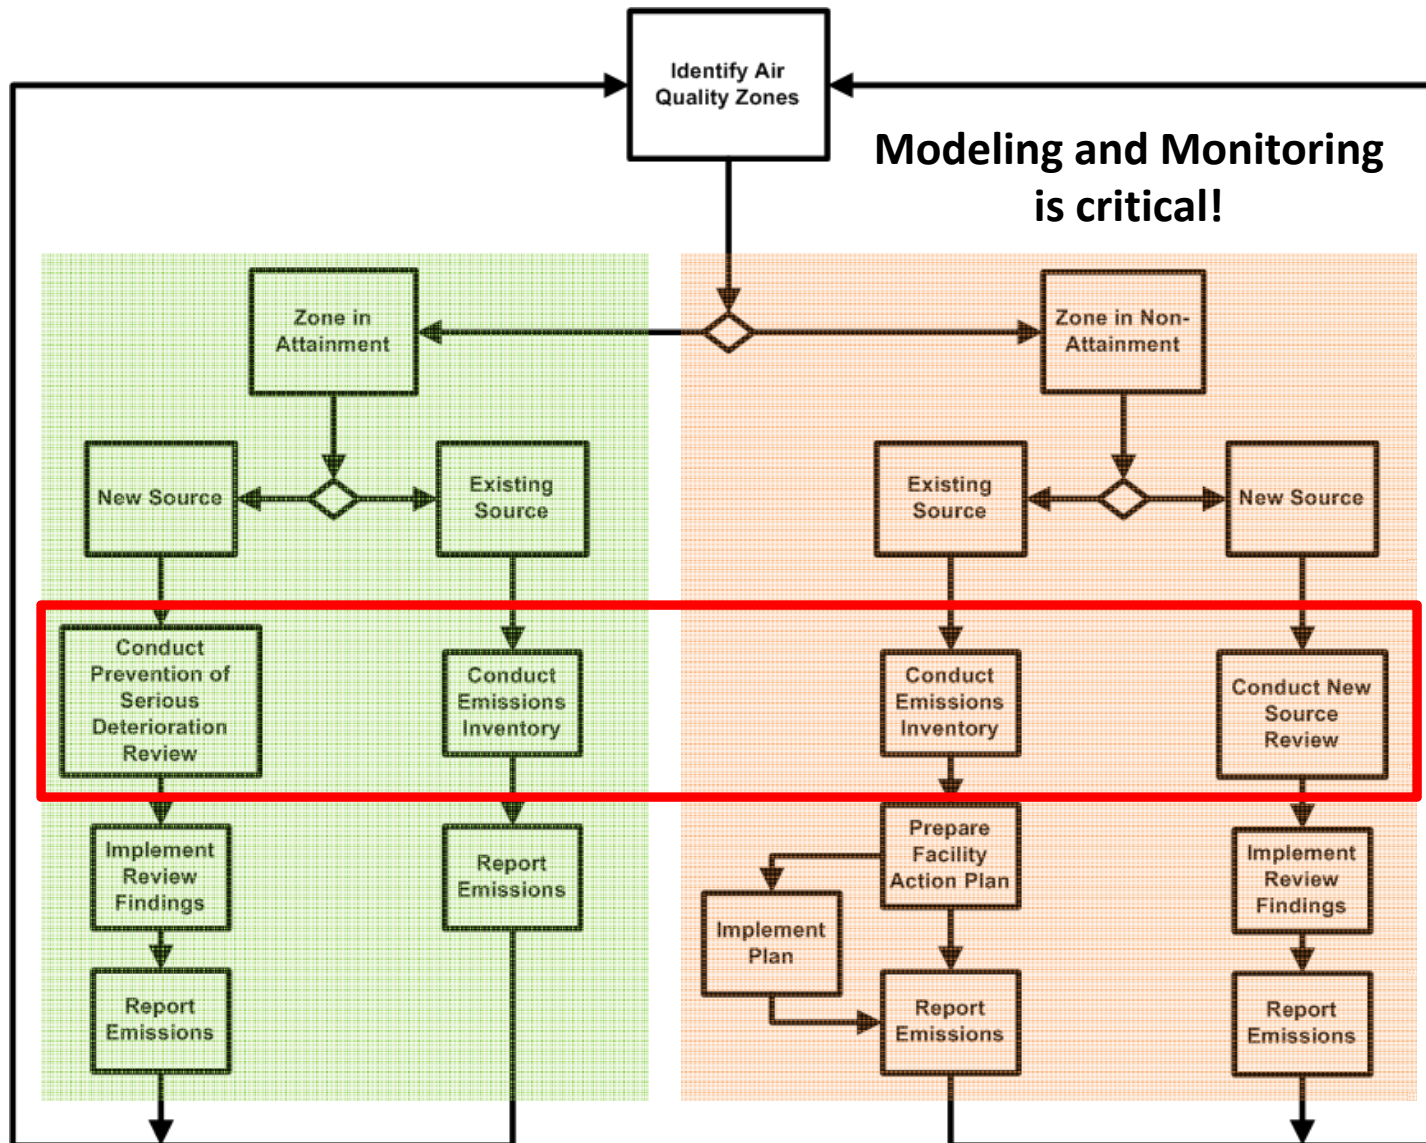 Identify Air
Quality Zones
Modeling and Monitoring
is critical!
Zone in
Attainment
Zone in Non-
Attainment
New Source
Existing
Source
Existing
Source
New Source
Conduct
Prevention of
Serious
Deterioration
Review
Conduct
Emissions
Inventory
Conduct
Emissions
Inventory
Conduct New
Source
Review
Implement
Review
Findings
Report
Emissions
Prepare
Facility
Action Plan
Implement
Review
Findings
Implement
Plan
Report
Emissions
Report
Emissions
Report
Emissions